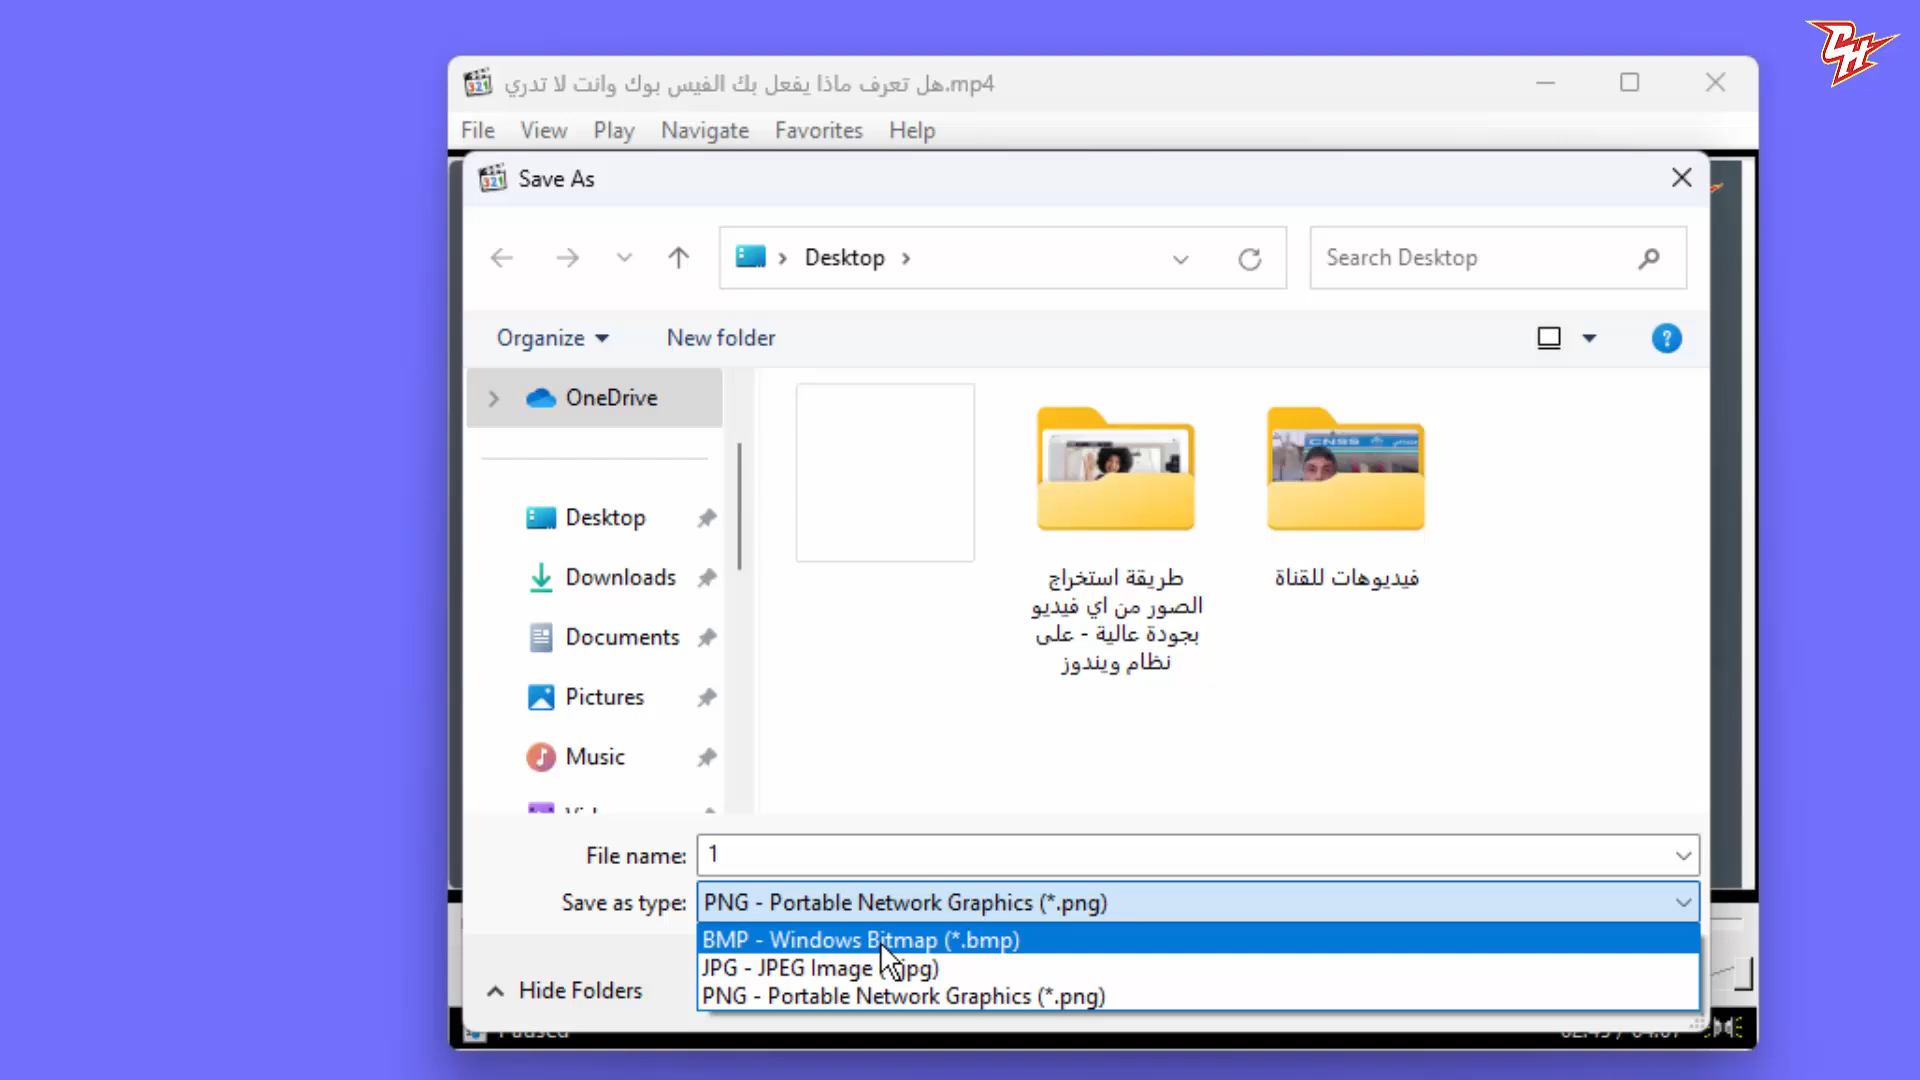 هل تعرف ماذا يفعل بك الفيس بوك وانت لا تدري.mp4
File View Play Navigate Favorites Help
Save As
Desktop
Search Desktop
Organize New folder
OneDrive
Desktop
Downloads
Documents
Pictures
Music
طريقة استخراج
الصور من اي فيديو
بجودة عالية - على
نظام ويندوز
فيديوهات للقناة
CNSS
File name: 1
Save as type: PNG - Portable Network Graphics (*.png)
BMP - Windows Bitmap (*.bmp)
JPG - JPEG Image jpg)
PNG - Portable Network Graphics (*.png)
Hide Folders
Paused